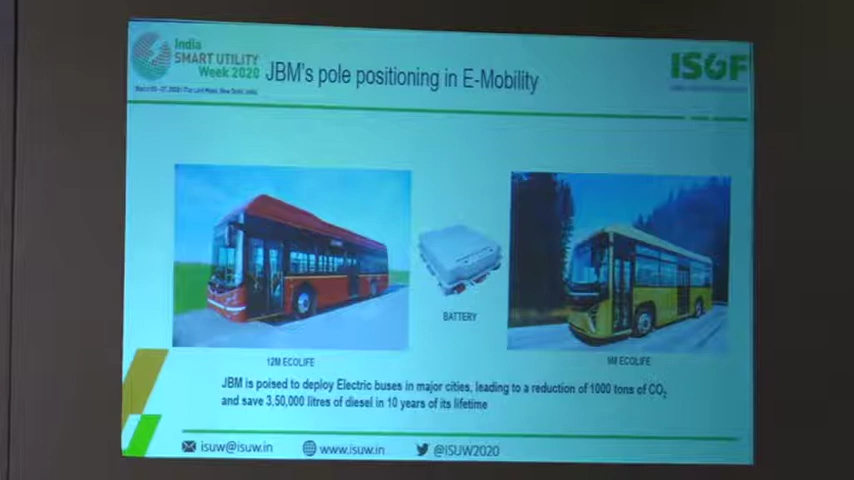 India
SMART UTILITY
Week 2020
JBM's pole positioning in E-Mobility
ISGF
BATTERY
12M ECOLIFE
9M ECOLIFE
JBM is poised to deploy Electric buses in major cities, leading to a reduction of 1000 tons of CO₂
and save 3,50,000 litres of diesel in 10 years of its lifetime
isuw@isuw.in
www.isuw.in
@ISUW2020